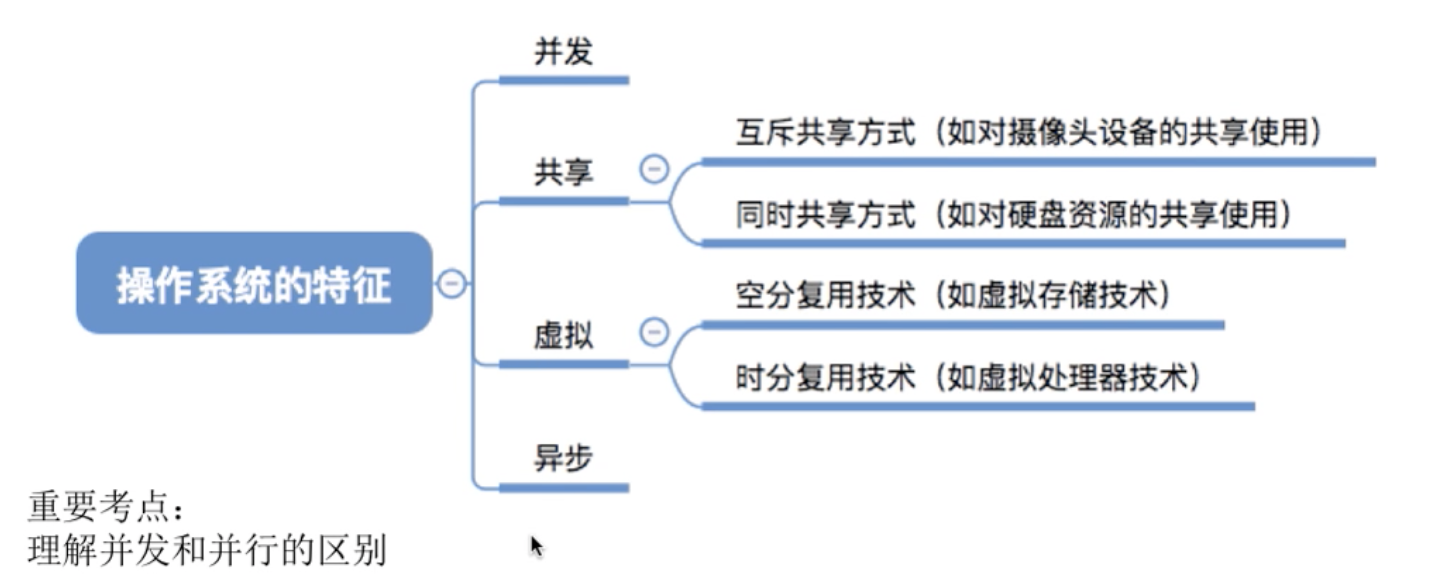 并发
互斥共享方式（如对摄像头设备的共享使用）
共享
同时共享方式（如对硬盘资源的共享使用）
操作系统的特征
空分复用技术（如虚拟存储技术）
虚拟
时分复用技术（如虚拟处理器技术）
异步
重要考点：
理解并发和并行的区别